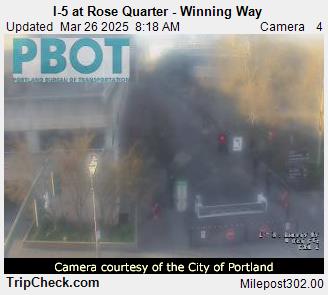 I-5 at Rose Quarter - Winning Way
Updated Mar 26 2025 8:18 AM Camera 4
PBOT
PORTLAND BUREAU OF TRANSPORTATION
Camera courtesy of the City of Portland
TripCheck.com Milepost302.00